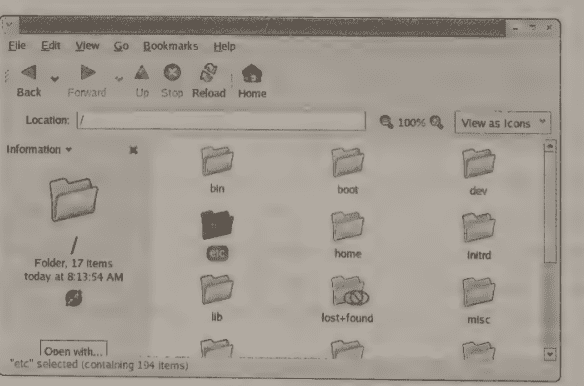 File Edit View Go Bookmarks Help
Back Forward Up Stop Reload Home
Location: / 100% View as Icons
Information
bin boot dev
/
Folder, 17 items
today at 8:13:54 AM
etc home initrd
lib lost+found misc
Open with...
"etc" selected (containing 194 items)